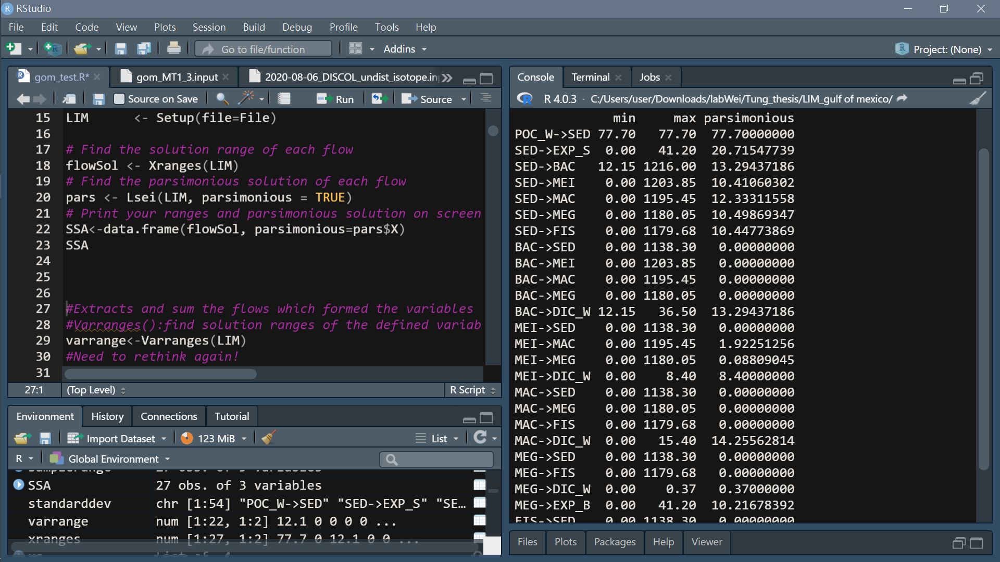 RStudio
File Edit Code View Plots Session Build Debug Profile Tools Help
Go to file/function Addins Project: (None)
gom_test.R* gom_MT1_3.input 2020-08-06_DISCOL_undist_isotope.in
Source on Save Run Source
15 LIM <- Setup(file=File)
16
17 # Find the solution range of each flow
18 flowSol <- Xranges(LIM)
19 # Find the parsimonious solution of each flow
20 pars <- Lsei(LIM, parsimonious = TRUE)
21 # Print your ranges and parsimonious solution on screen
22 SSA<-data.frame(flowSol, parsimonious=pars$X)
23 SSA
24
25
26
27 #Extracts and sum the flows which formed the variables
28 #Varranges():find solution ranges of the defined variab
29 varrange<-Varranges(LIM)
30 #Need to rethink again!
31
27:1 (Top Level) R Script
Environment History Connections Tutorial
Import Dataset 123 MiB List
R Global Environment
SSA 27 obs. of 3 variables
standarddev chr [1:54] "POC_W->SED" "SED->EXP_S" "SE...
varrange num [1:22, 1:2] 12.1 0 0 0 0 ...
xranges num [1:27, 1:2] 77.7 0 12.1 0 0 ...
Console Terminal Jobs
R 4.0.3 · C:/Users/user/Downloads/labWei/Tung_thesis/LIM_gulf of mexico/
min max parsimonious
POC_W->SED 77.70 77.70 77.70000000
SED->EXP_S 0.00 41.20 20.71547739
SED->BAC 12.15 1216.00 13.29437186
SED->MEI 0.00 1203.85 10.41060302
SED->MAC 0.00 1195.45 12.33311558
SED->MEG 0.00 1180.05 10.49869347
SED->FIS 0.00 1179.68 10.44773869
BAC->SED 0.00 1138.30 0.00000000
BAC->MEI 0.00 1203.85 0.00000000
BAC->MAC 0.00 1195.45 0.00000000
BAC->MEG 0.00 1180.05 0.00000000
BAC->DIC_W 12.15 36.50 13.29437186
MEI->SED 0.00 1138.30 0.00000000
MEI->MAC 0.00 1195.45 1.92251256
MEI->MEG 0.00 1180.05 0.08809045
MEI->DIC_W 0.00 8.40 8.40000000
MAC->SED 0.00 1138.30 0.00000000
MAC->MEG 0.00 1180.05 0.00000000
MAC->FIS 0.00 1179.68 0.00000000
MAC->DIC_W 0.00 15.40 14.25562814
MEG->SED 0.00 1138.30 0.00000000
MEG->FIS 0.00 1179.68 0.00000000
MEG->DIC_W 0.00 0.37 0.37000000
MEG->EXP_B 0.00 41.20 10.21678392
FIS->SED 0.00 1138.30 0.00000000
Files Plots Packages Help Viewer